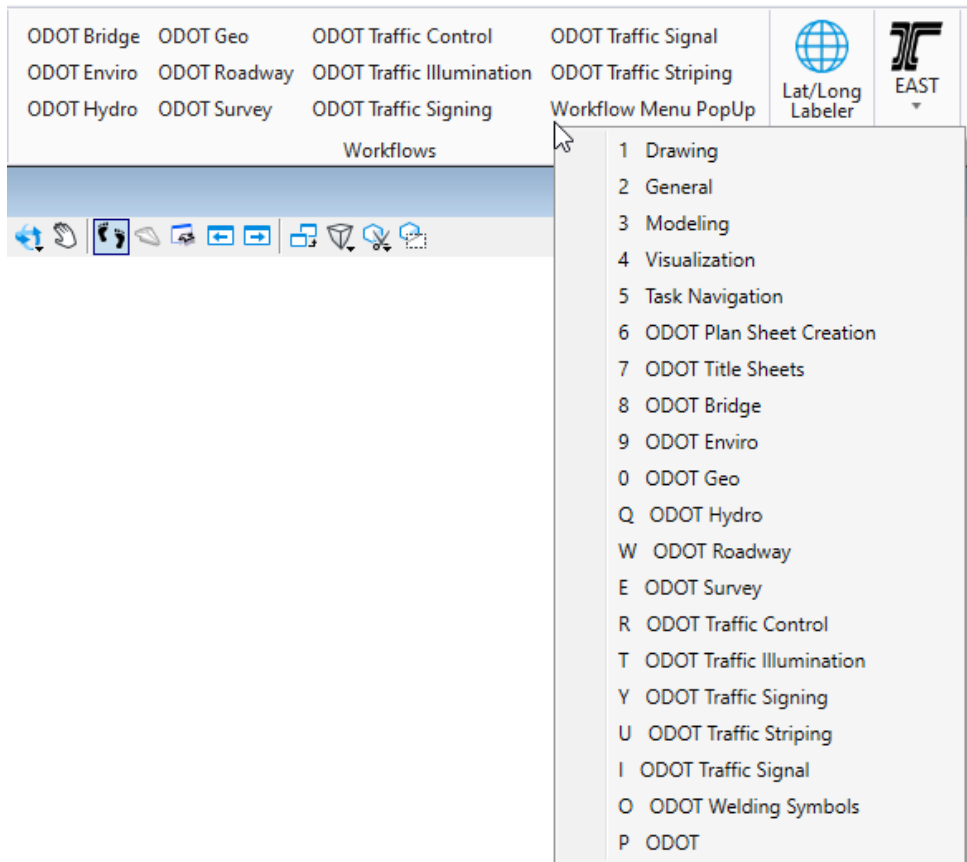 ODOT Bridge ODOT Geo ODOT Traffic Control ODOT Traffic Signal
ODOT Enviro ODOT Roadway ODOT Traffic Illumination ODOT Traffic Striping
ODOT Hydro ODOT Survey ODOT Traffic Signing Workflow Menu PopUp
Workflows
Lat/Long
Labeler
EAST
1 Drawing
2 General
3 Modeling
4 Visualization
5 Task Navigation
6 ODOT Plan Sheet Creation
7 ODOT Title Sheets
8 ODOT Bridge
9 ODOT Enviro
0 ODOT Geo
Q ODOT Hydro
W ODOT Roadway
E ODOT Survey
R ODOT Traffic Control
T ODOT Traffic Illumination
Y ODOT Traffic Signing
U ODOT Traffic Striping
I ODOT Traffic Signal
O ODOT Welding Symbols
P ODOT